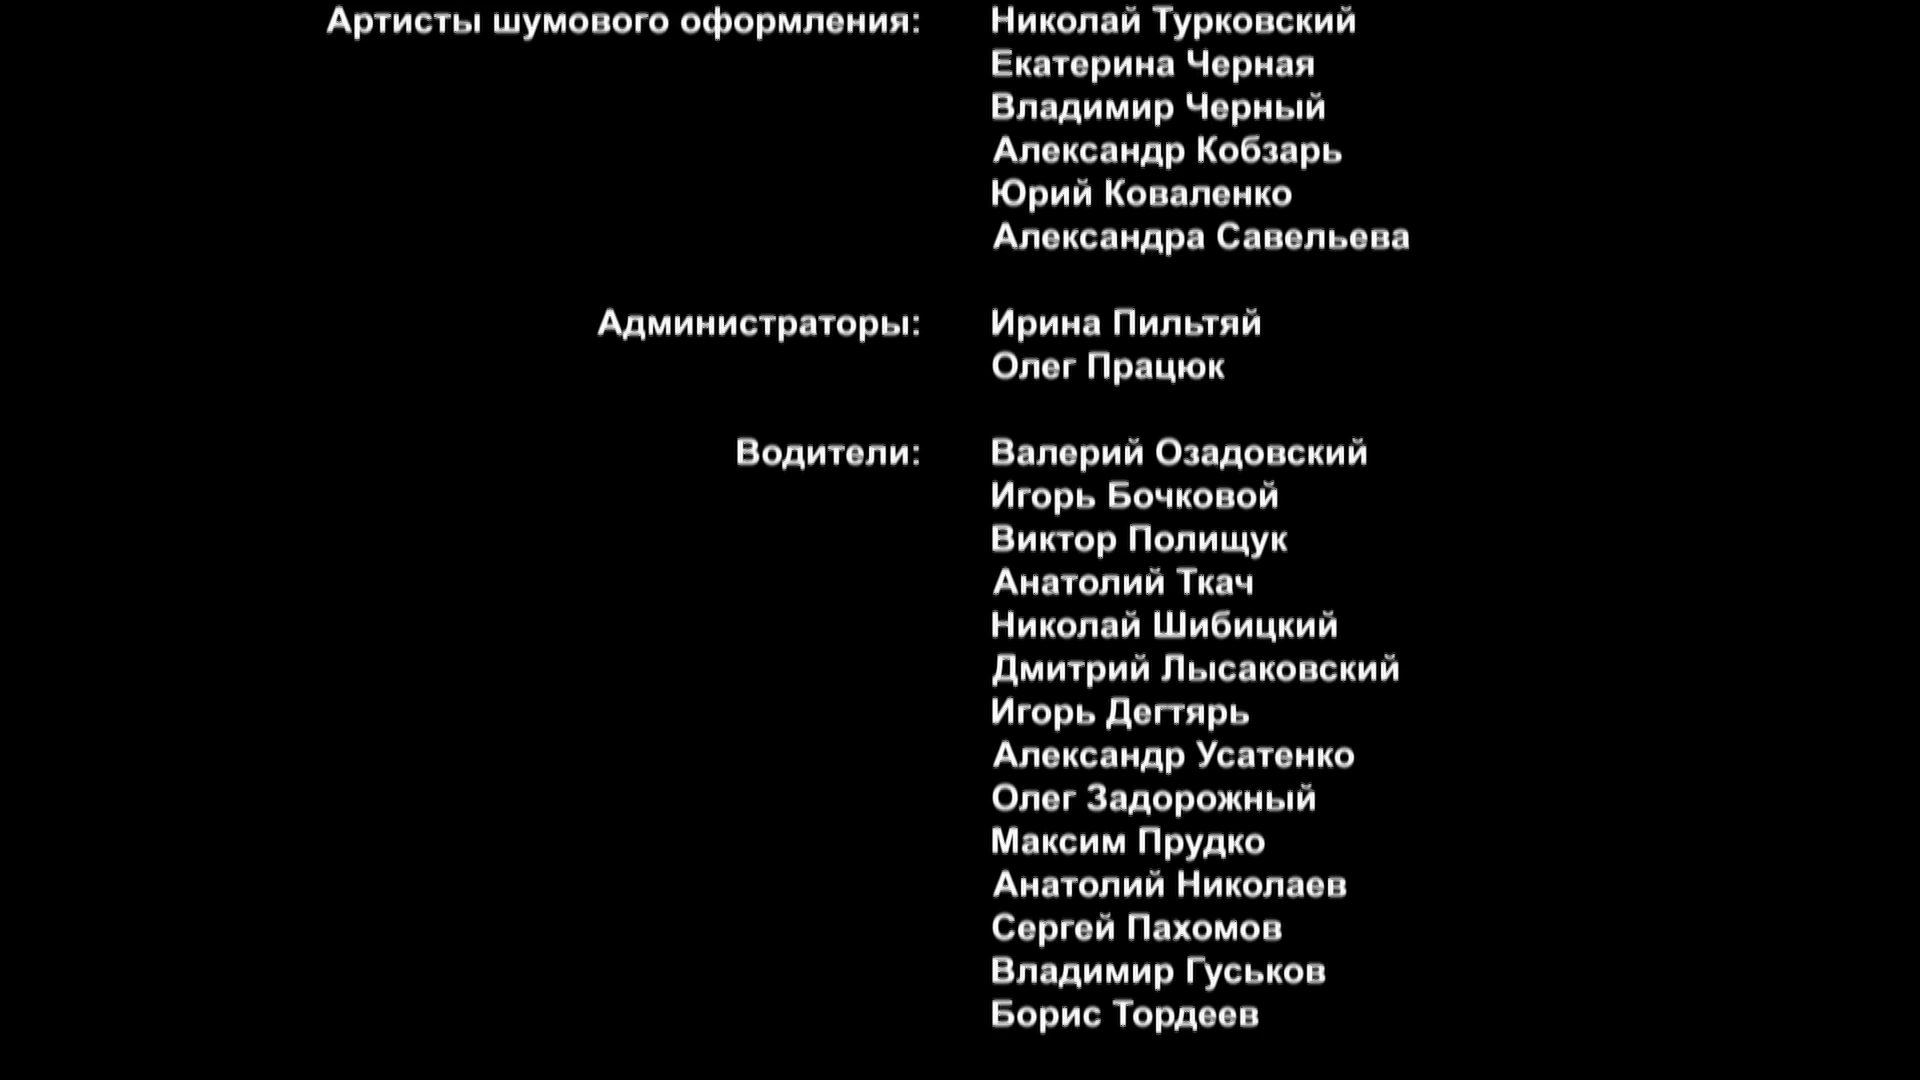 Артисты шумового оформления: Николай Турковский
Екатерина Черная
Владимир Черный
Александр Кобзарь
Юрий Коваленко
Александра Савельева
Администраторы: Ирина Пильтяй
Олег Працюк
Водители: Валерий Озадовский
Игорь Бочковой
Виктор Полищук
Анатолий Ткач
Николай Шибицкий
Дмитрий Лысаковский
Игорь Дегтярь
Александр Усатенко
Олег Задорожный
Максим Прудко
Анатолий Николаев
Сергей Пахомов
Владимир Гуськов
Борис Тордеев